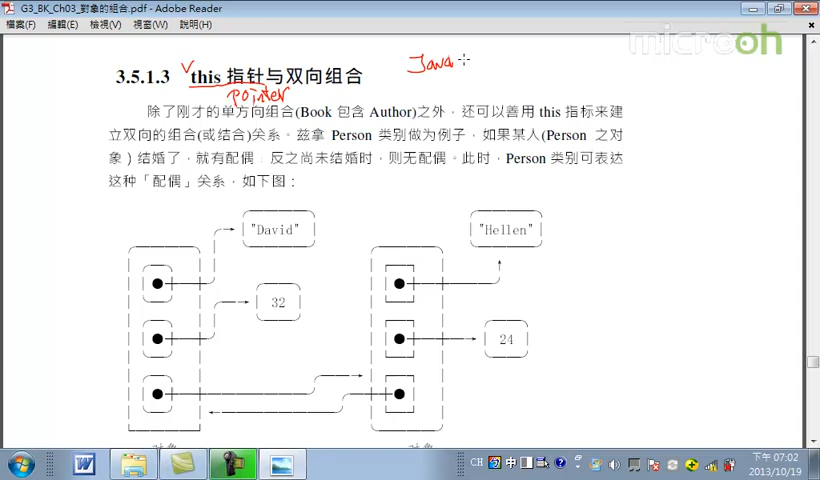 G3_BK_Ch03_對象的組合.pdf - Adobe Reader
檔案(F) 編輯(E) 檢視(V) 視窗(W) 說明(H)
microoh
Java
3.5.1.3 this 指针与双向组合
pointer
除了刚才的单方向组合(Book 包含 Author)之外，还可以善用 this 指标来建
立双向的组合(或结合)关系。兹拿 Person 类别做为例子，如果某人(Person 之对
象）结婚了，就有配偶；反之尚未结婚时，则无配偶。此时，Person 类别可表达
这种「配偶」关系，如下图：
"David" "Hellen"
32
24
对象 对象
CH 中
下午 07:02
2013/10/19